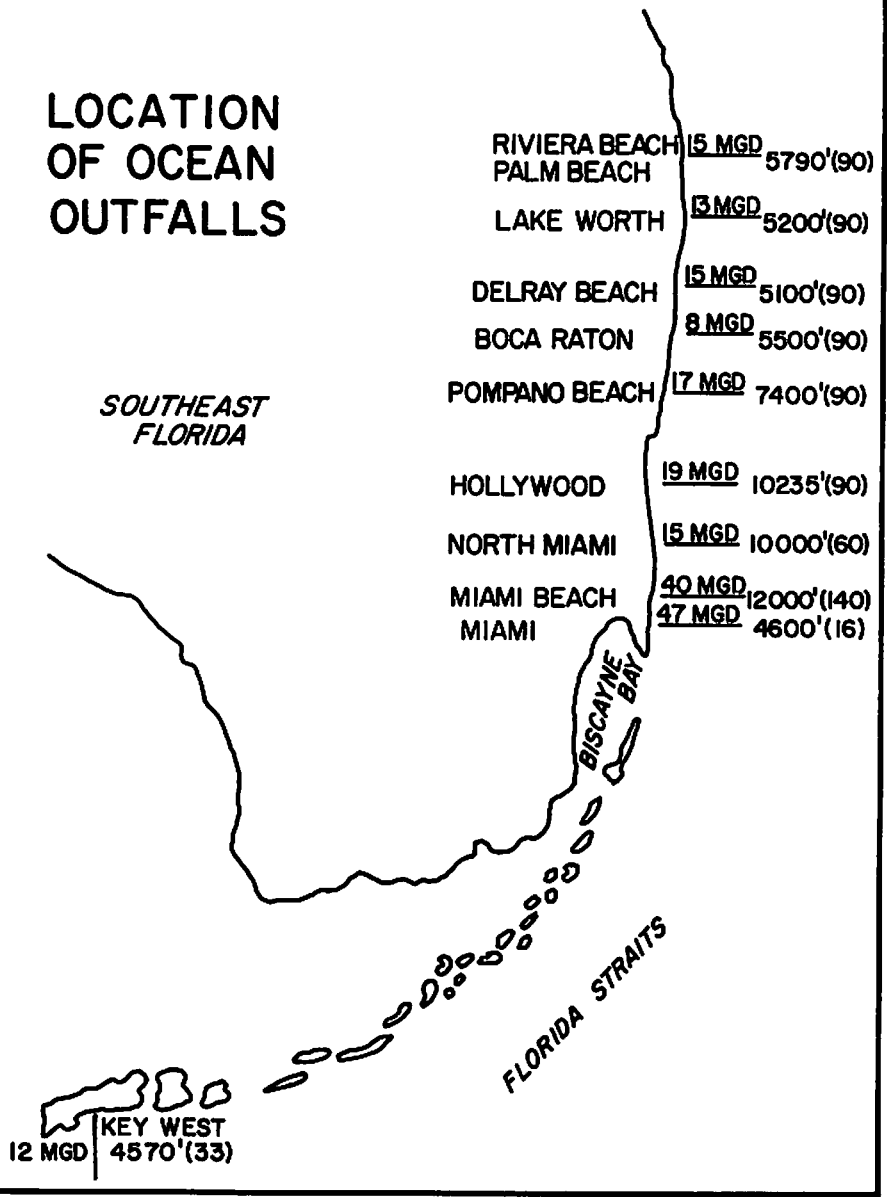 LOCATION
OF OCEAN
OUTFALLS
RIVIERA BEACH 15 MGD 5790'(90)
PALM BEACH
LAKE WORTH 13 MGD 5200'(90)
DELRAY BEACH 15 MGD 5100'(90)
BOCA RATON 8 MGD 5500'(90)
POMPANO BEACH 17 MGD 7400'(90)
SOUTHEAST
FLORIDA
HOLLYWOOD 19 MGD 10235'(90)
NORTH MIAMI 15 MGD 10000'(60)
MIAMI BEACH 40 MGD 12000'(140)
MIAMI 47 MGD 4600'(16)
BISCAYNE
BAY
FLORIDA STRAITS
KEY WEST
12 MGD 4570'(33)